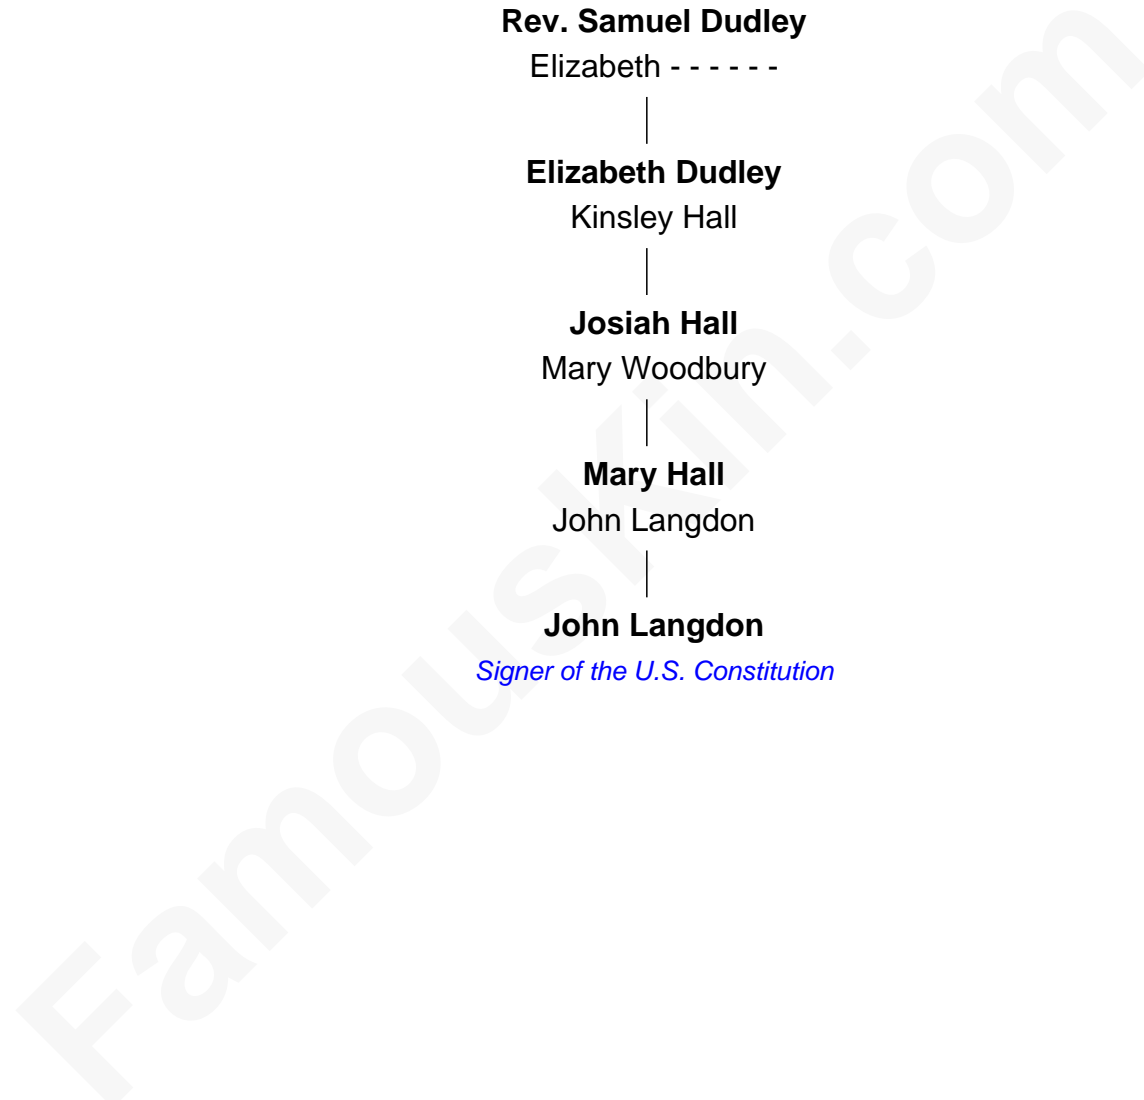 Rev. Samuel Dudley
Elizabeth - - - - - -
Elizabeth Dudley
Kinsley Hall
Josiah Hall
Mary Woodbury
Mary Hall
John Langdon
John Langdon
Signer of the U.S. Constitution
FamousKin.com